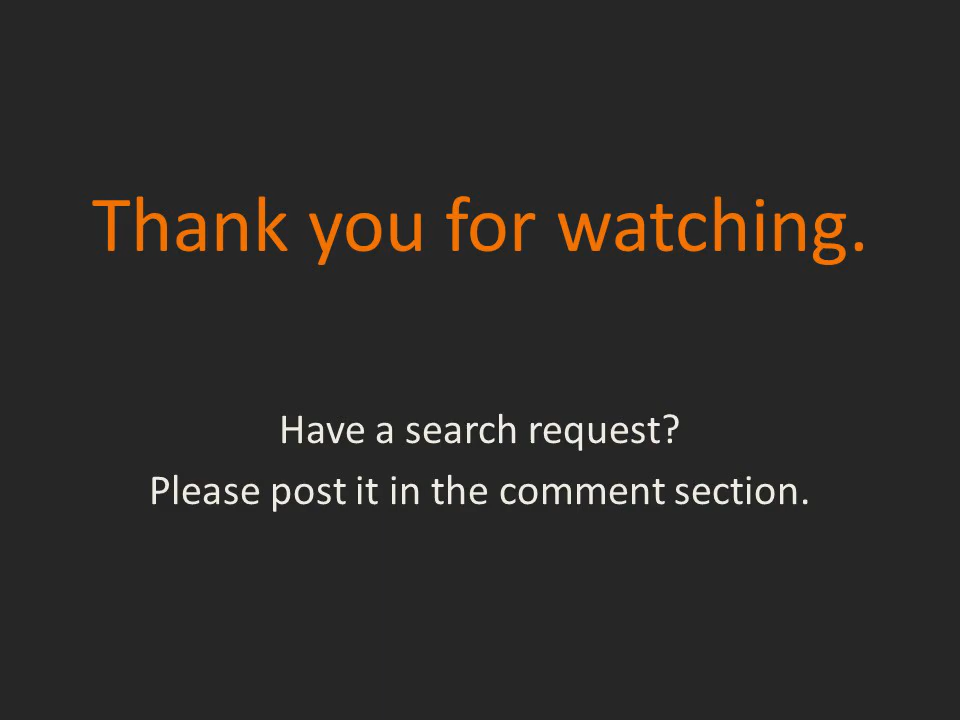 Thank you for watching.
Have a search request?
Please post it in the comment section.